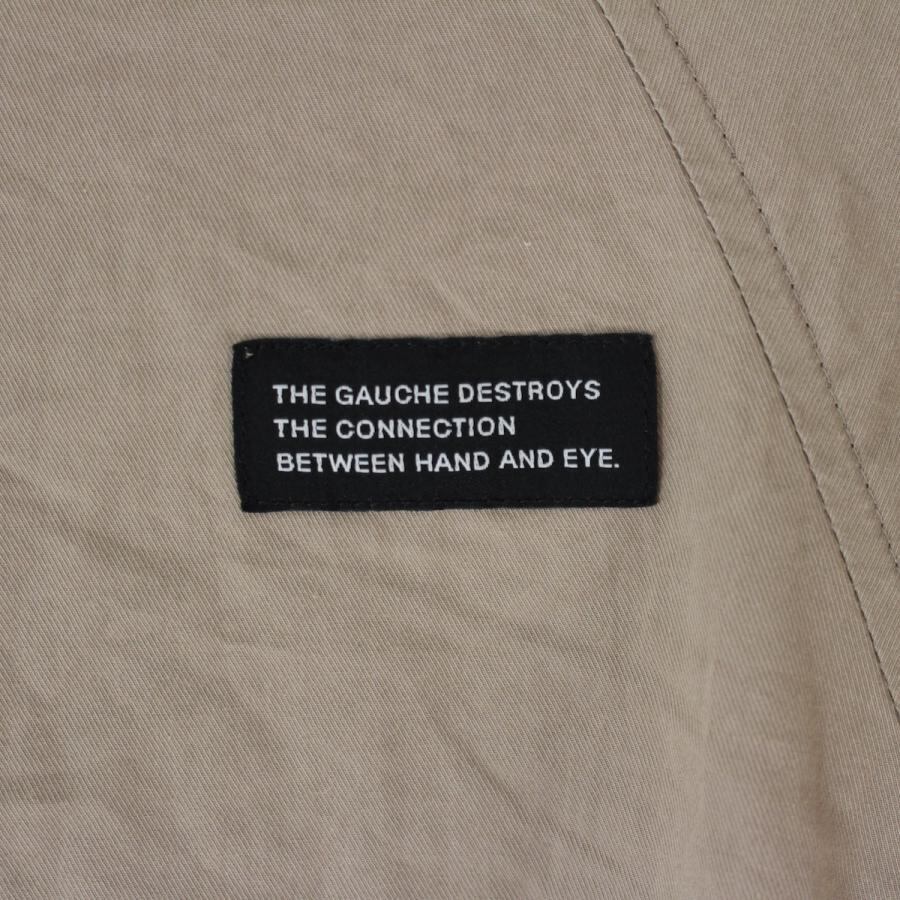 THE GAUCHE DESTROYS
THE CONNECTION
BETWEEN HAND AND EYE.